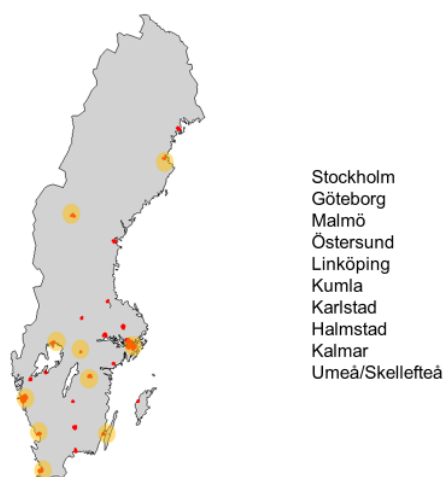 Stockholm
Göteborg
Malmö
Östersund
Linköping
Kumla
Karlstad
Halmstad
Kalmar
Umeå/Skellefteå